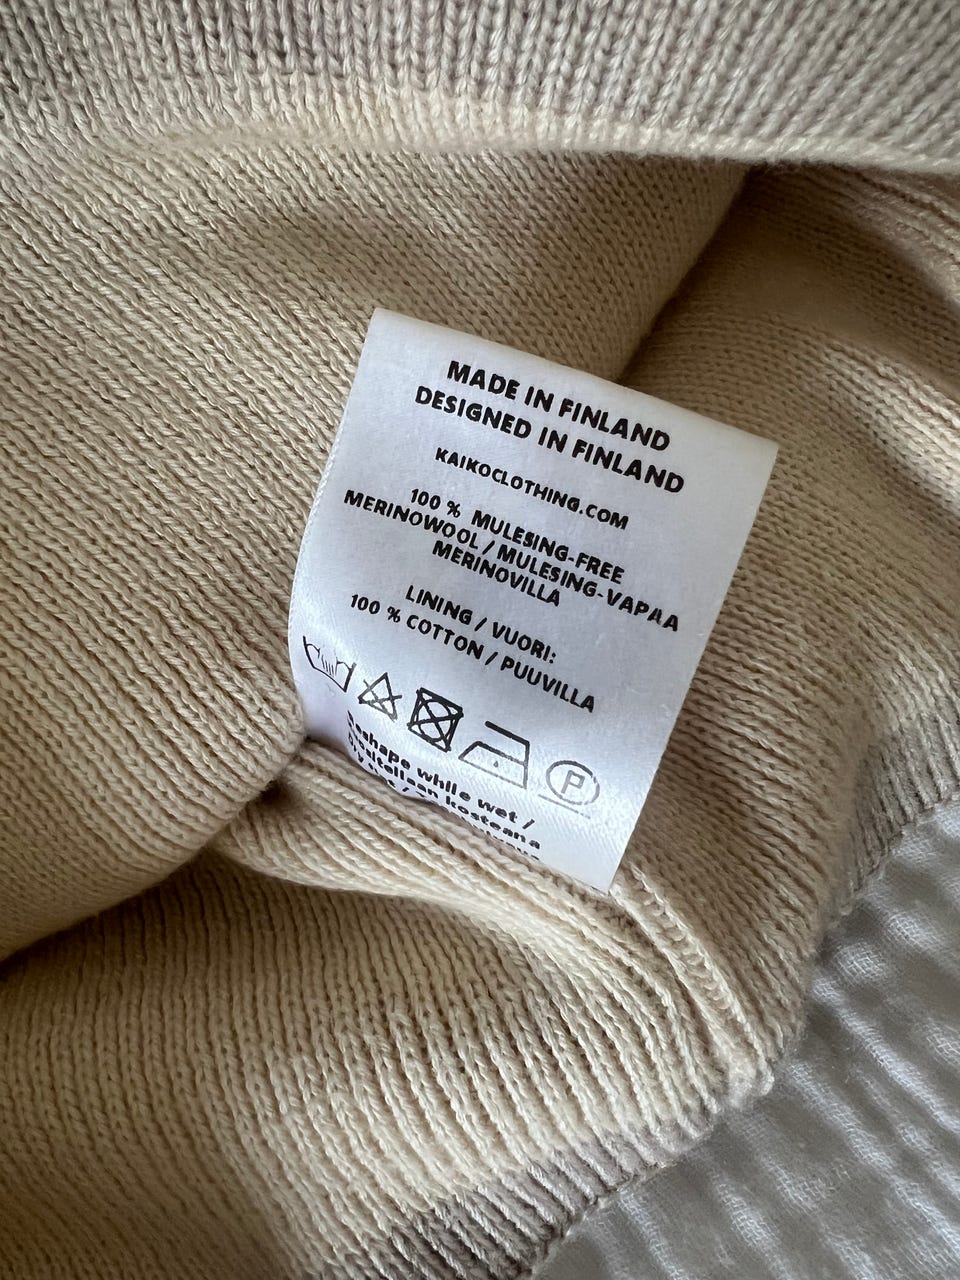 MADE IN FINLAND
DESIGNED IN FINLAND
KAIKOCLOTHING.COM
100 % MULESING-FREE
MERINOWOOL / MULESING-VAPAA
MERINOVILLA
LINING / VUORI:
100 % COTTON / PUUVILLA
P
Reshape while wet /
kosteana